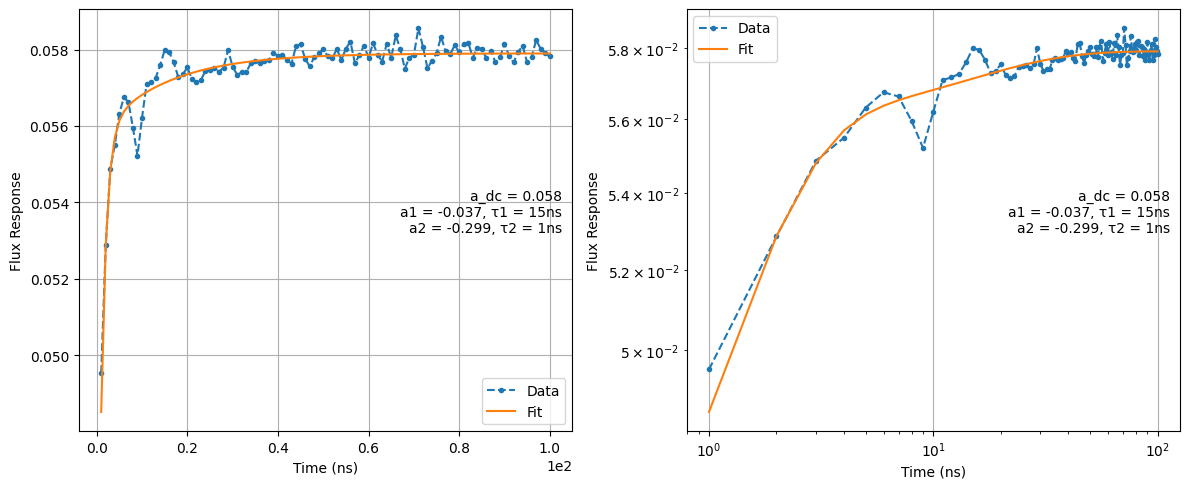 0.058
0.056
0.054
0.052
0.050
Flux Response
a_dc = 0.058
a1 = -0.037, τ1 = 15ns
a2 = -0.299, τ2 = 1ns
Data
Fit
0.0
0.2
0.4
0.6
0.8
1.0
1e2
Time (ns)
Data
Fit
5.8 × 10⁻²
5.6 × 10⁻²
5.4 × 10⁻²
5.2 × 10⁻²
5 × 10⁻²
Flux Response
a_dc = 0.058
a1 = -0.037, τ1 = 15ns
a2 = -0.299, τ2 = 1ns
10⁰
10¹
10²
Time (ns)